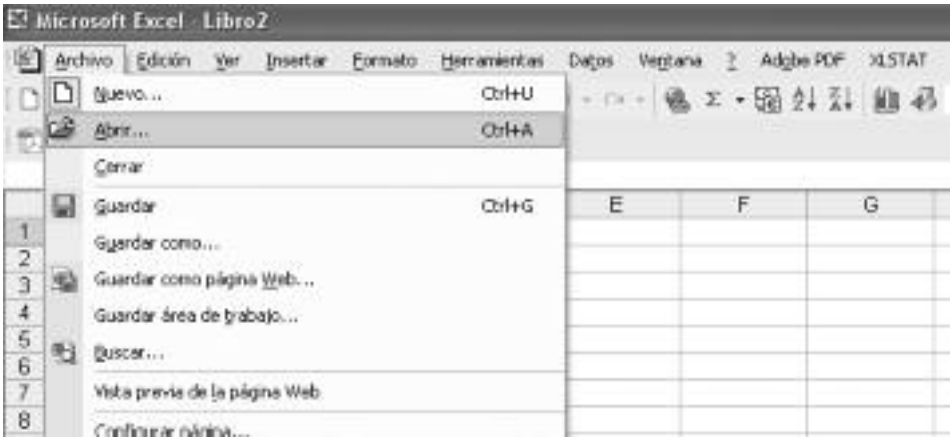 Microsoft Excel - Libro2
Archivo Edición Ver Insertar Formato Herramientas Datos Ventana ? Adobe PDF XLSTAT
Nuevo... Ctrl+U
Abrir... Ctrl+A
Cerrar
Guardar Ctrl+G
Guardar como...
Guardar como página Web...
Guardar área de trabajo...
Buscar...
Vista previa de la página Web
Configurar página...
E F G
1
2
3
4
5
6
7
8